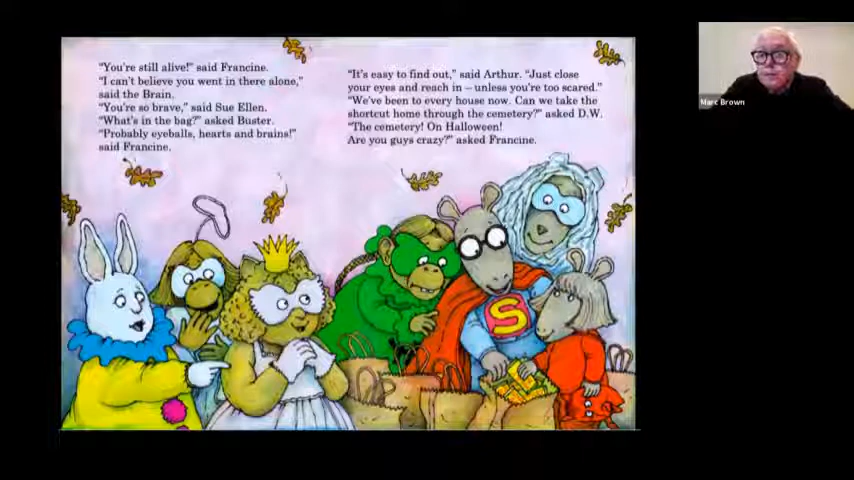 "You're still alive!" said Francine.
"I can't believe you went in there alone,"
said the Brain.
"You're so brave," said Sue Ellen.
"What's in the bag?" asked Buster.
"Probably eyeballs, hearts and brains!"
said Francine.
"It's easy to find out," said Arthur. "Just close
your eyes and reach in – unless you're too scared."
"We've been to every house now. Can we take the
shortcut home through the cemetery?" asked D.W.
"The cemetery! On Halloween!
Are you guys crazy?" asked Francine.
S
Marc Brown